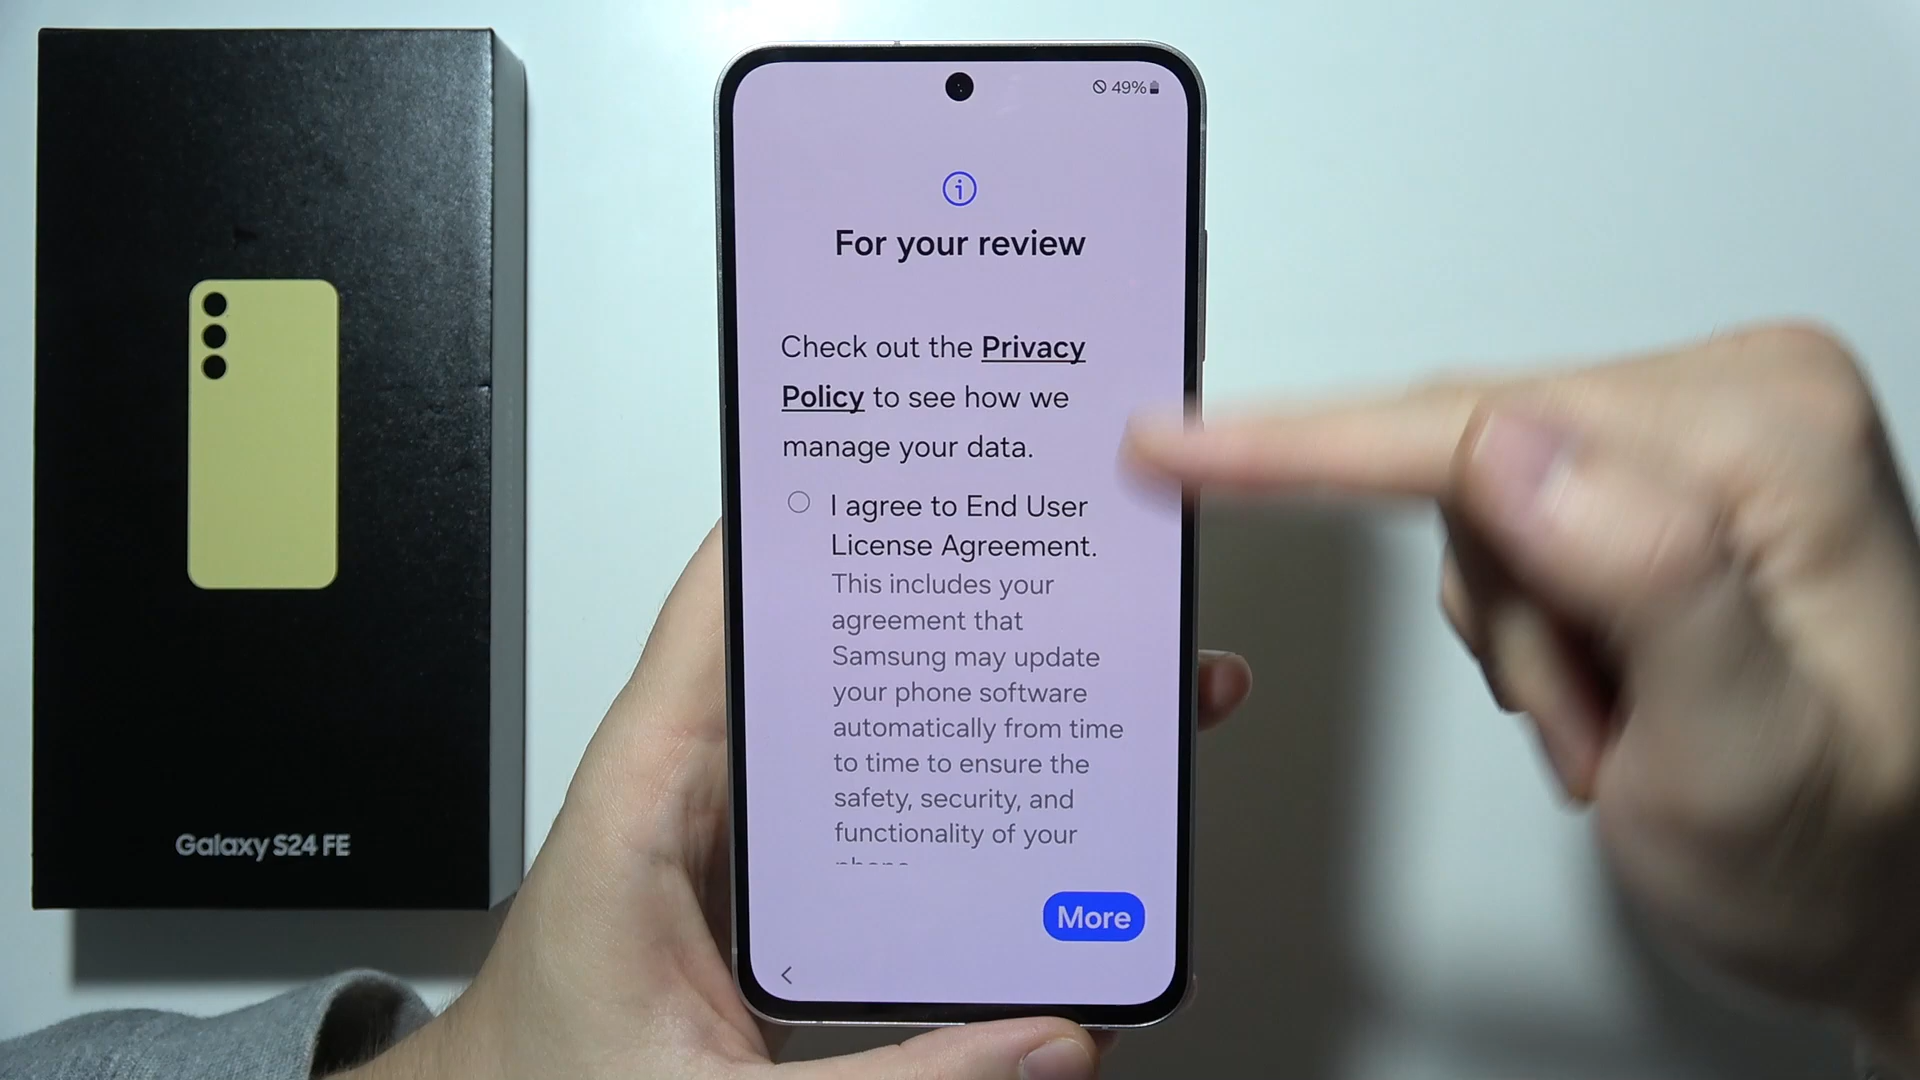 49%
For your review
Check out the Privacy
Policy to see how we
manage your data.
I agree to End User
License Agreement.
This includes your
agreement that
Samsung may update
your phone software
automatically from time
to time to ensure the
safety, security, and
functionality of your
More
Galaxy S24 FE